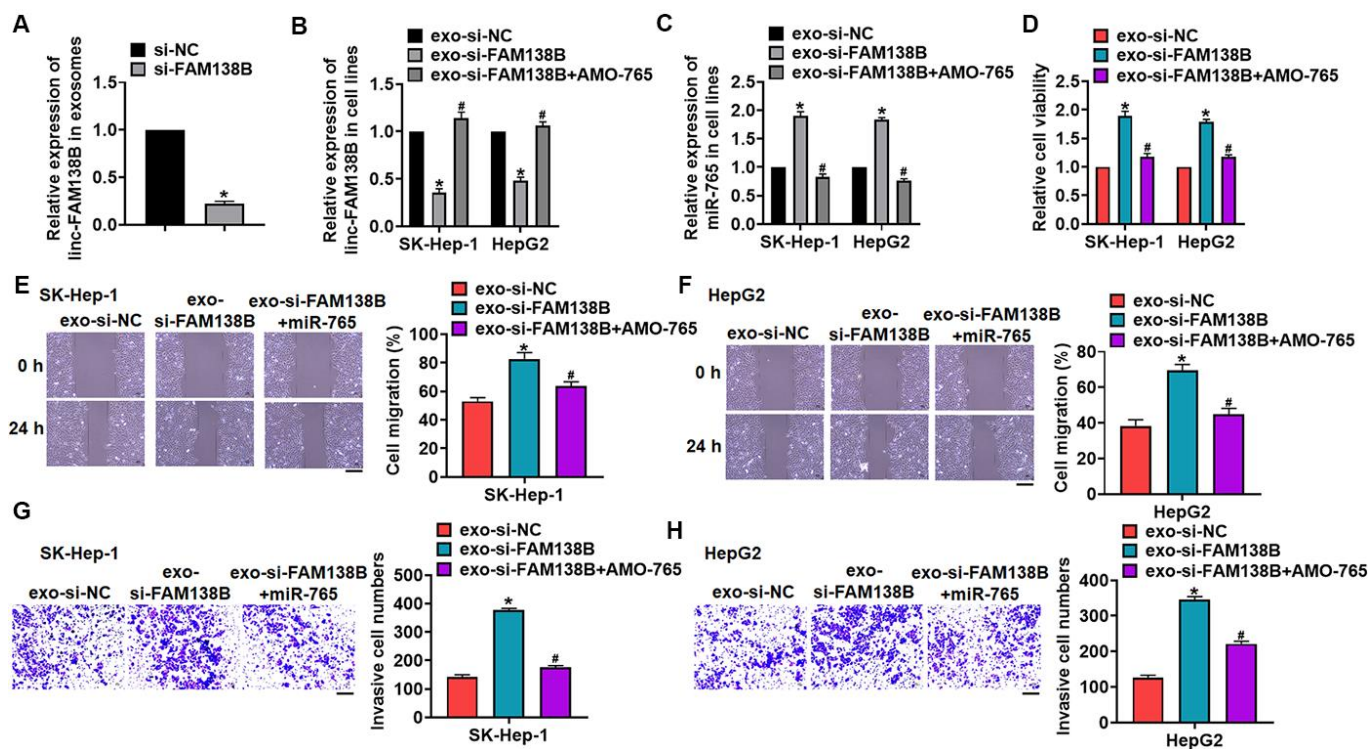 A
si-NC
si-FAM138B
Relative expression of
linc-FAM138B in exosomes
1.5
1.0
0.5
0.0
*
B
exo-si-NC
exo-si-FAM138B
exo-si-FAM138B+AMO-765
Relative expression of
linc-FAM138B in cell lines
1.5
1.0
0.5
0.0
* # * #
SK-Hep-1 HepG2
C
exo-si-NC
exo-si-FAM138B
exo-si-FAM138B+AMO-765
Relative expression of
miR-765 in cell lines
2.5
2.0
1.5
1.0
0.5
0.0
* # * #
SK-Hep-1 HepG2
D
exo-si-NC
exo-si-FAM138B
exo-si-FAM138B+AMO-765
Relative cell viability
2.5
2.0
1.5
1.0
0.5
0.0
* # * #
SK-Hep-1 HepG2
E
SK-Hep-1
exo-si-NC
exo-
si-FAM138B
exo-si-FAM138B
+miR-765
0 h
24 h
exo-si-NC
exo-si-FAM138B
exo-si-FAM138B+AMO-765
Cell migration (%)
100
80
60
40
20
0
* #
SK-Hep-1
F
HepG2
exo-si-NC
exo-
si-FAM138B
exo-si-FAM138B
+miR-765
0 h
24 h
exo-si-NC
exo-si-FAM138B
exo-si-FAM138B+AMO-765
Cell migration (%)
80
60
40
20
0
* #
HepG2
G
SK-Hep-1
exo-si-NC
exo-
si-FAM138B
exo-si-FAM138B
+miR-765
exo-si-NC
exo-si-FAM138B
exo-si-FAM138B+AMO-765
Invasive cell numbers
500
400
300
200
100
0
* #
SK-Hep-1
H
HepG2
exo-si-NC
exo-
si-FAM138B
exo-si-FAM138B
+miR-765
exo-si-NC
exo-si-FAM138B
exo-si-FAM138B+AMO-765
Invasive cell numbers
400
300
200
100
0
* #
HepG2